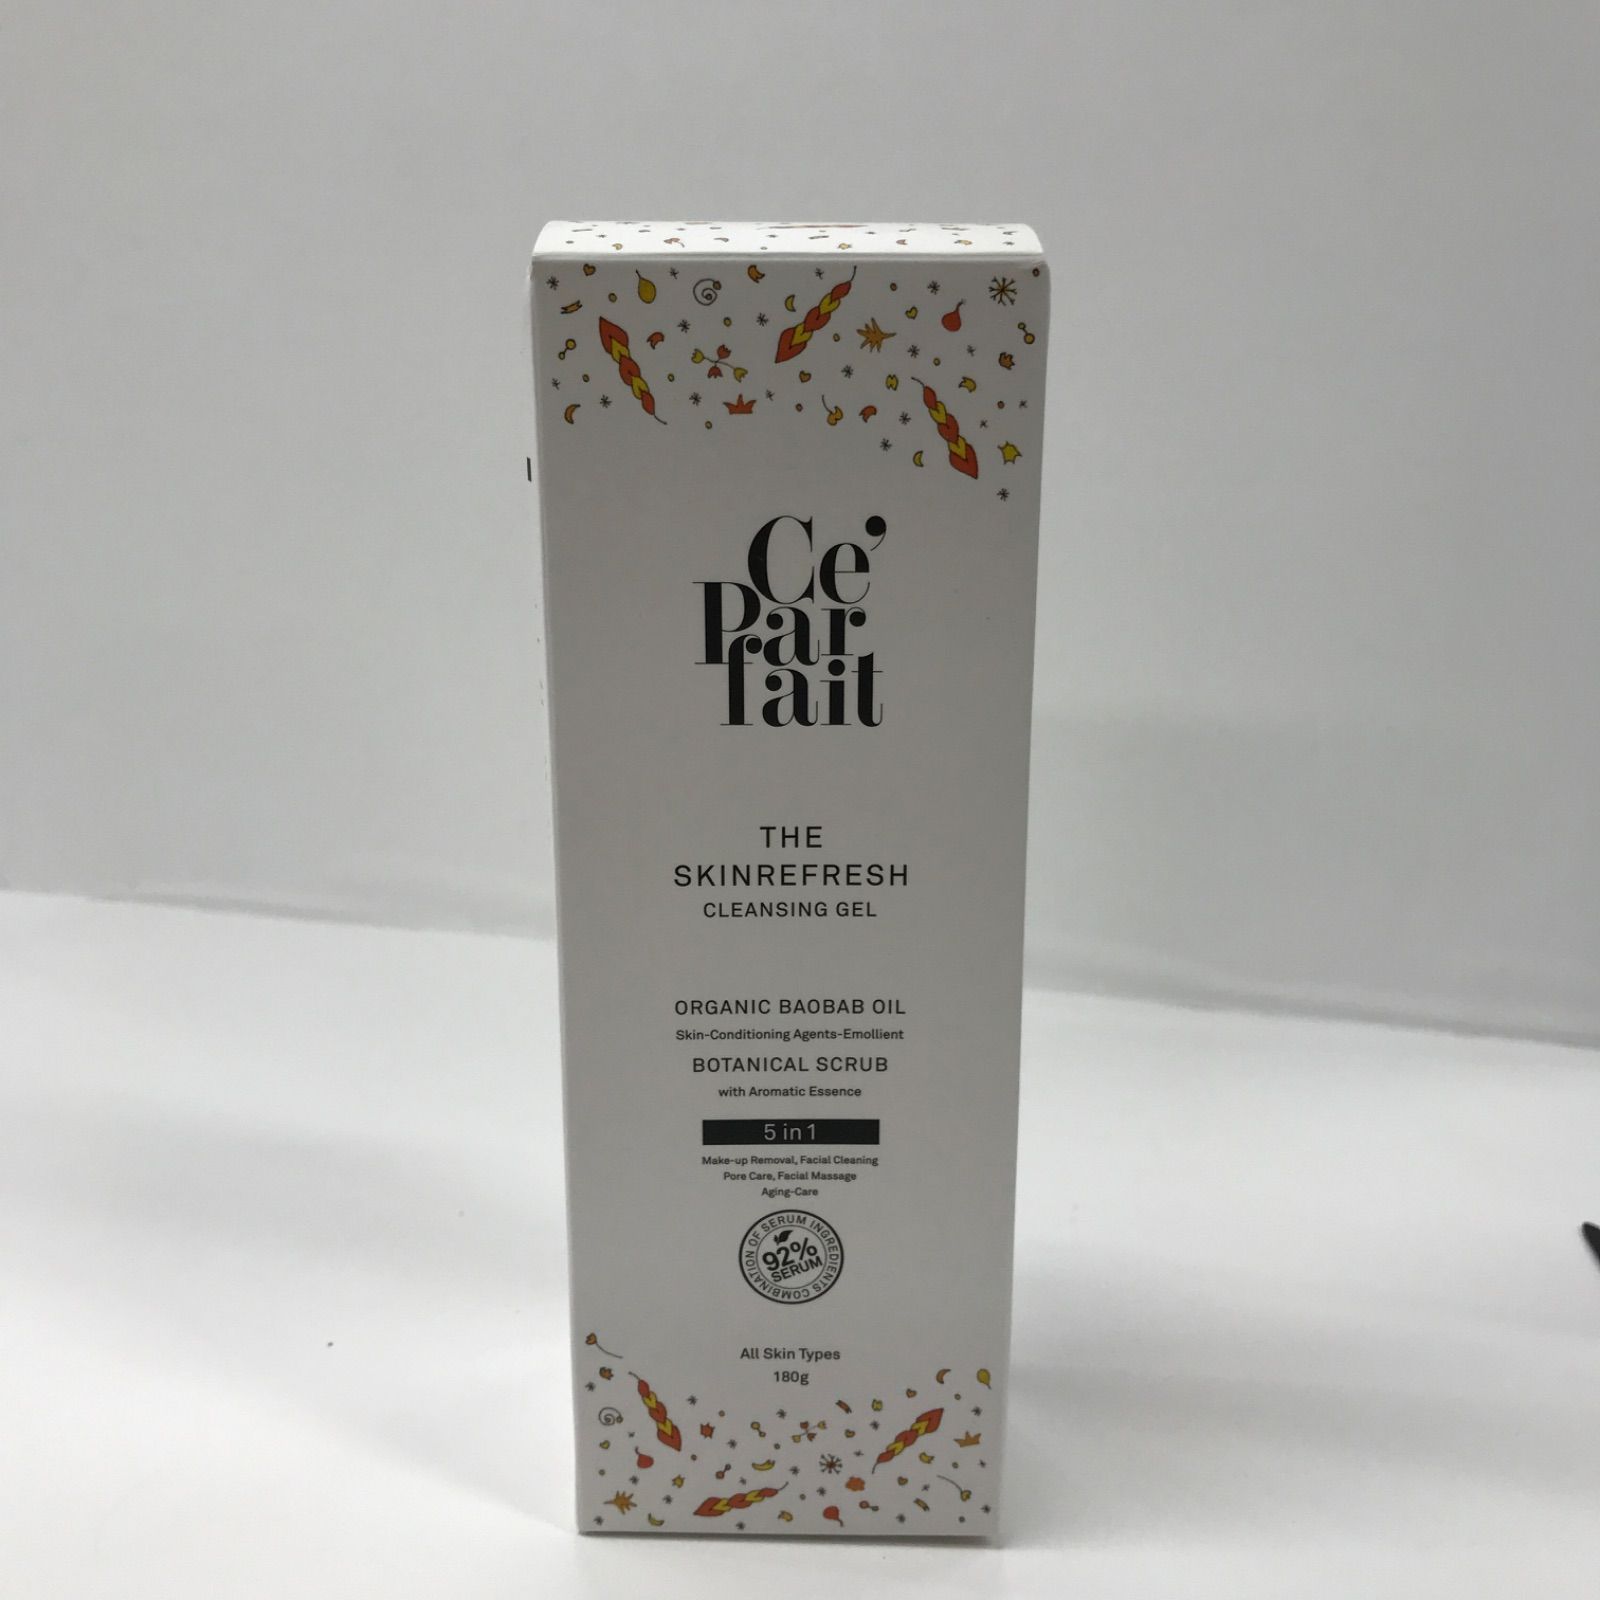 Ce'
Par
fait
THE
SKINREFRESH
CLEANSING GEL
ORGANIC BAOBAB OIL
Skin-Conditioning Agents-Emollient
BOTANICAL SCRUB
with Aromatic Essence
5 in 1
Make-up Removal, Facial Cleaning
Pore Care, Facial Massage
Aging-Care
COMBINATION OF SERUM INGREDIENTS
92%
SERUM
All Skin Types
180g